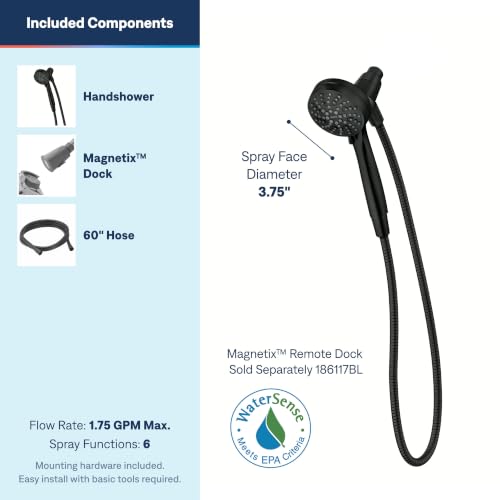 Included Components
Handshower
Magnetix™
Dock
60" Hose
Flow Rate: 1.75 GPM Max.
Spray Functions: 6
Mounting hardware included.
Easy install with basic tools required.
Spray Face
Diameter
3.75"
Magnetix™ Remote Dock
Sold Separately 186117BL
WaterSense
Meets EPA Criteria